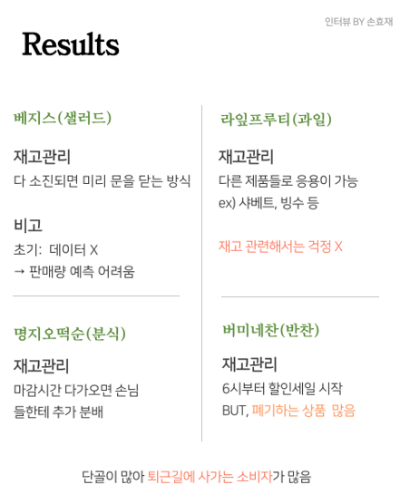 인터뷰 BY 손효재
Results
베지스(샐러드)
재고관리
다 소진되면 미리 문을 닫는 방식
비고
초기: 데이터 X
→ 판매량 예측 어려움
라잎프루티(과일)
재고관리
다른 제품들로 응용이 가능
ex) 샤베트, 빙수 등
재고 관련해서는 걱정 X
명지오떡순(분식)
재고관리
마감시간 다가오면 손님
들한테 추가 분배
버미네찬(반찬)
재고관리
6시부터 할인세일 시작
BUT, 폐기하는 상품 많음
단골이 많아 퇴근길에 사가는 소비자가 많음